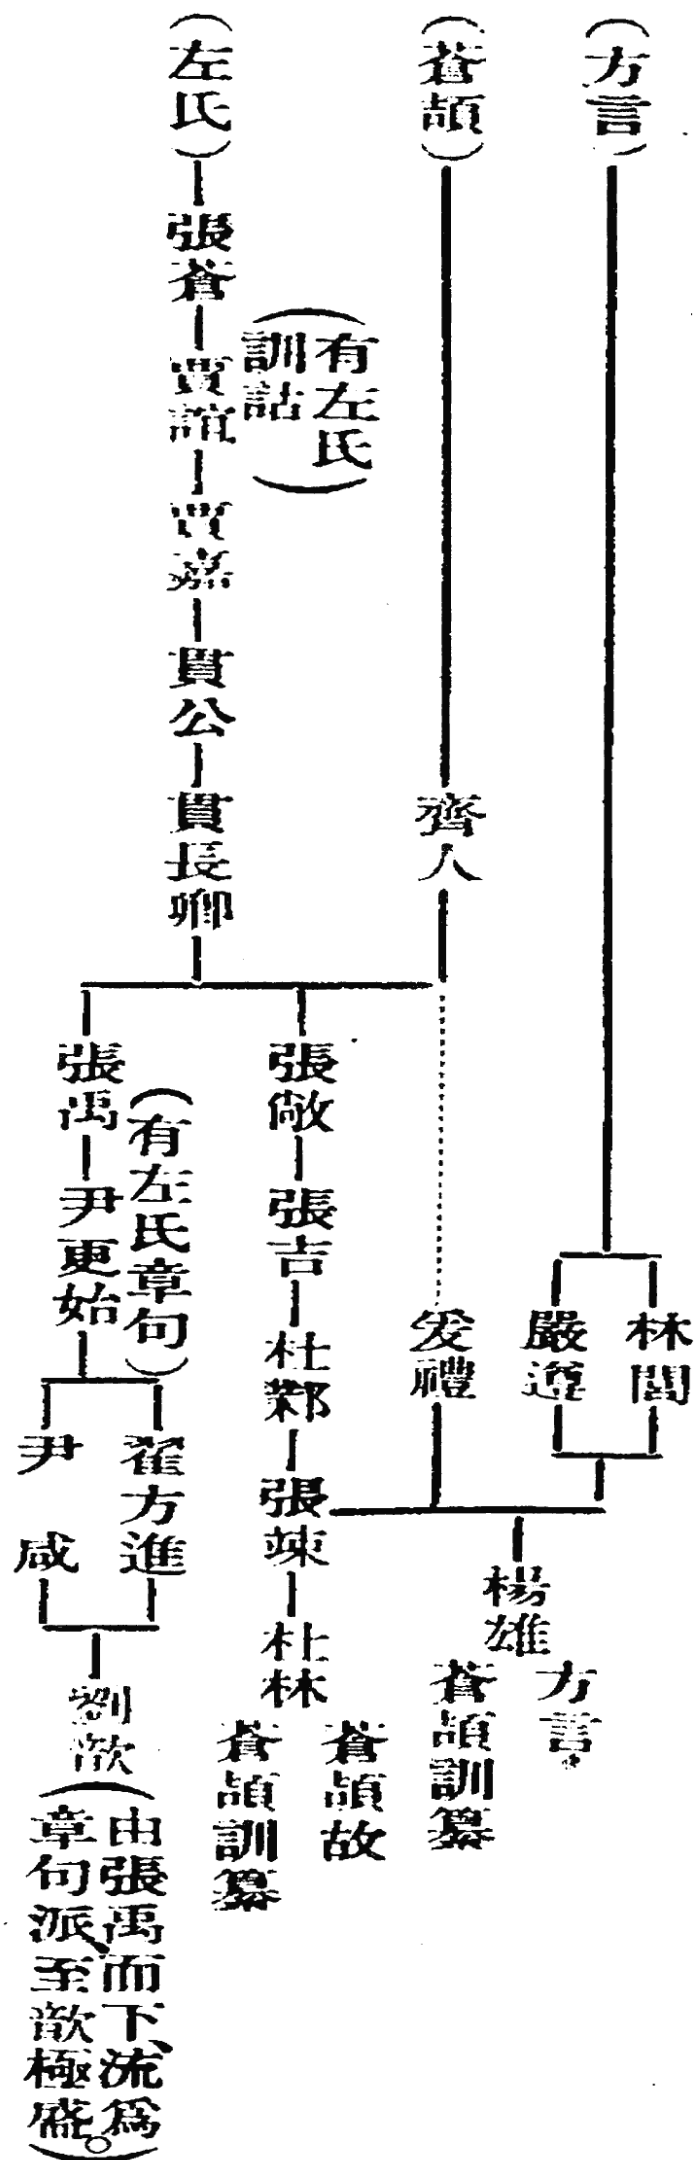 （方言）
林閭
嚴遵
（蒼頡）
齊人
爰禮
楊雄
方言
蒼頡訓纂
（左氏）
張蒼
賈誼
（有左氏
訓詁）
賈嘉
貫公
貫長卿
張敞
張吉
杜鄴
張竦
杜林
蒼頡故
蒼頡訓纂
張禹
尹更始
（有左氏章句）
翟方進
尹咸
劉歆
（由張禹而下、流爲
章句派、至歆極盛。）